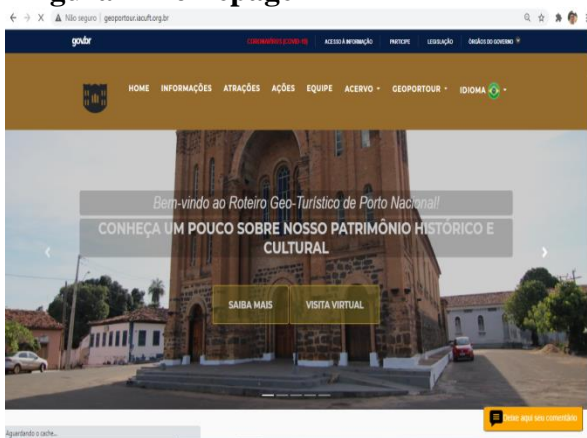 Não seguro | geoportour.iacuft.org.br
govbr
CORONAVÍRUS (COVID-19) ACESSO À INFORMAÇÃO PARTICIPE LEGISLAÇÃO ÓRGÃOS DO GOVERNO
HOME INFORMAÇÕES ATRAÇÕES AÇÕES EQUIPE ACERVO GEOPORTOUR IDIOMA
Bem-vindo ao Roteiro Geo-Turístico de Porto Nacional!
CONHEÇA UM POUCO SOBRE NOSSO PATRIMÔNIO HISTÓRICO E
CULTURAL
SAIBA MAIS VISITA VIRTUAL
Deixe aqui seu comentário
Aguardando o cache...